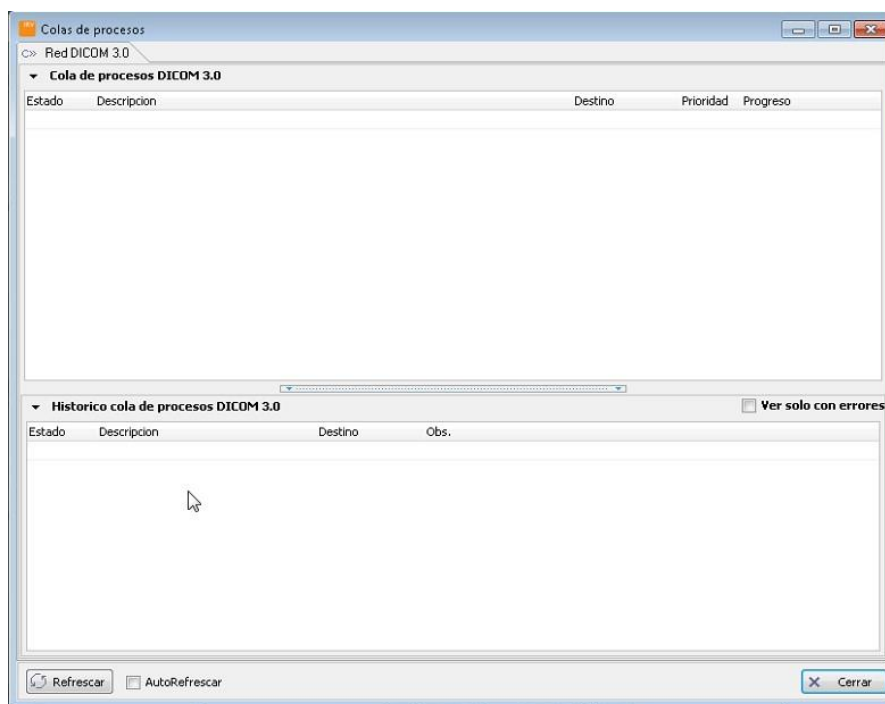 Colas de procesos
Red DICOM 3.0
Cola de procesos DICOM 3.0
Estado Descripcion Destino Prioridad Progreso
Historico cola de procesos DICOM 3.0 Ver solo con errores
Estado Descripcion Destino Obs.
Refrescar AutoRefrescar Cerrar